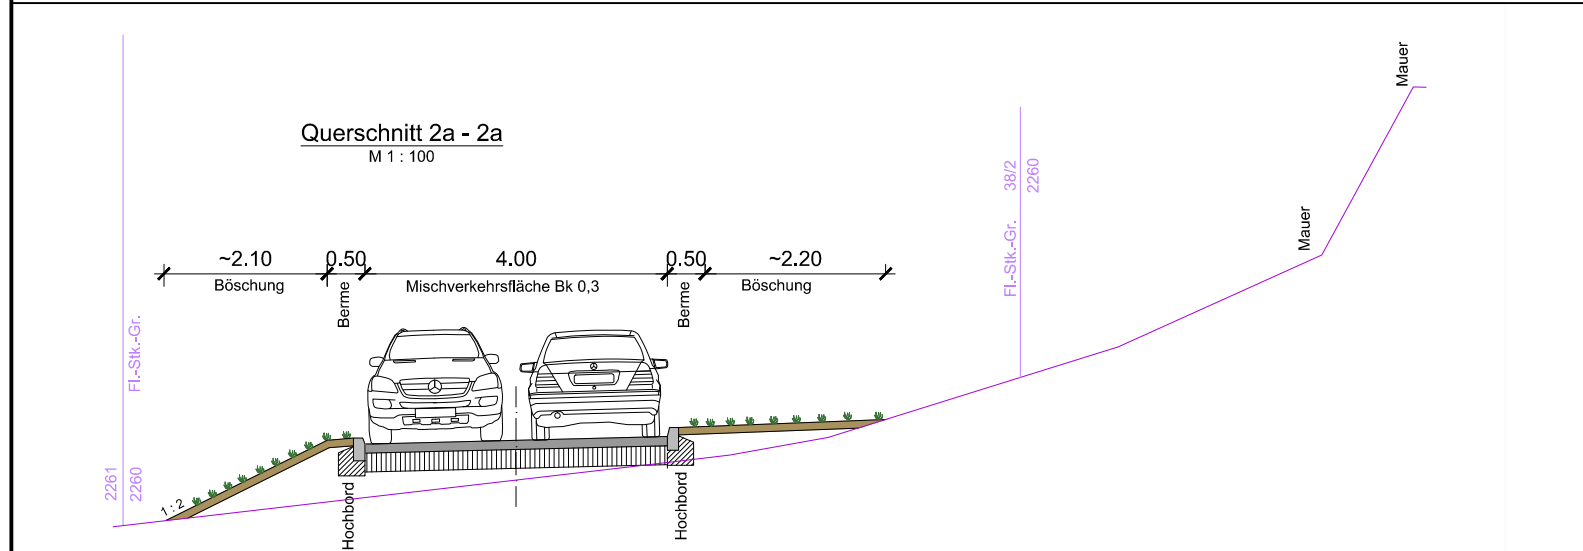 Querschnitt 2a - 2a
M 1 : 100
~2.10
0.50
4.00
0.50
~2.20
Böschung
Berme
Mischverkehrsfläche Bk 0,3
Berme
Böschung
Fl.-Stk.-Gr.
2261
2260
1 : 2
Hochbord
Hochbord
Fl.-Stk.-Gr. 38/2
2260
Mauer
Mauer